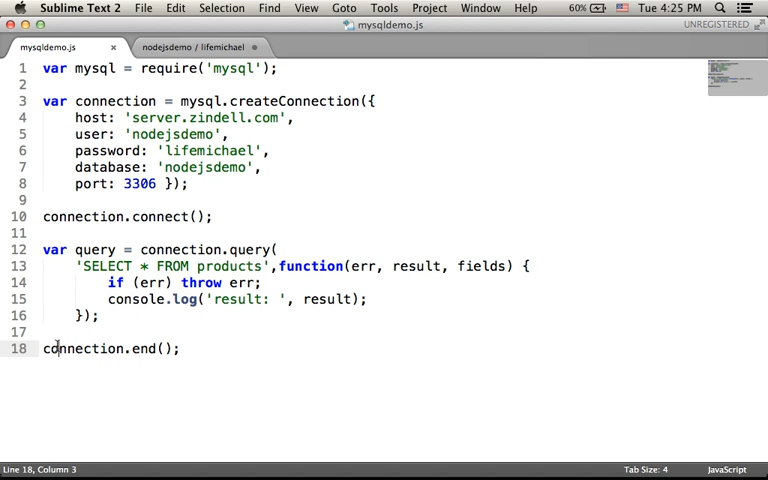 Sublime Text 2 File Edit Selection Find View Goto Tools Project Window Help 60% Tue 4:25 PM
mysqldemo.js UNREGISTERED
mysqldemo.js × nodejsdemo / lifemichael
1 var mysql = require('mysql');
2
3 var connection = mysql.createConnection({
4 host: 'server.zindell.com',
5 user: 'nodejsdemo',
6 password: 'lifemichael',
7 database: 'nodejsdemo',
8 port: 3306 });
9
10 connection.connect();
11
12 var query = connection.query(
13 'SELECT * FROM products',function(err, result, fields) {
14 if (err) throw err;
15 console.log('result: ', result);
16 });
17
18 connection.end();
Line 18, Column 3 Tab Size: 4 JavaScript